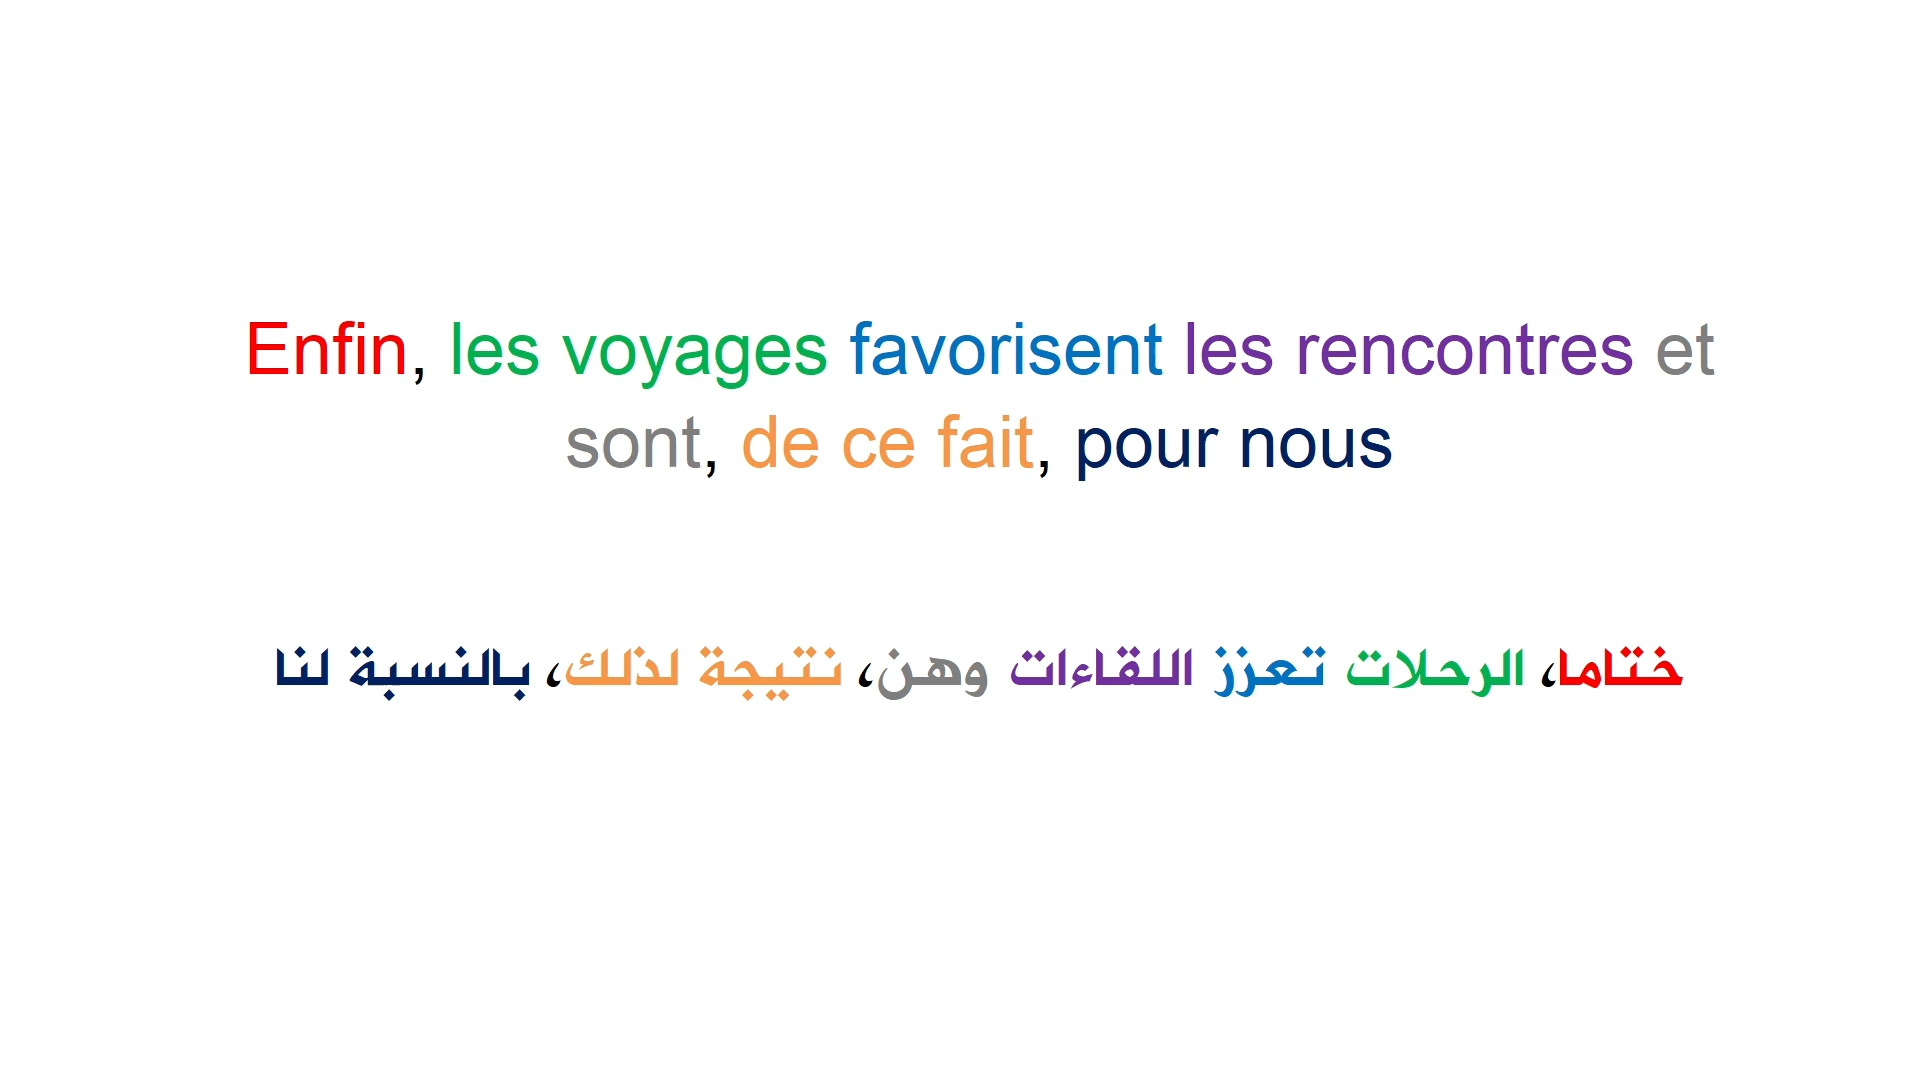 Enfin, les voyages favorisent les rencontres et
sont, de ce fait, pour nous
ختاما، الرحلات تعزز اللقاءات وهن، نتيجة لذلك، بالنسبة لنا